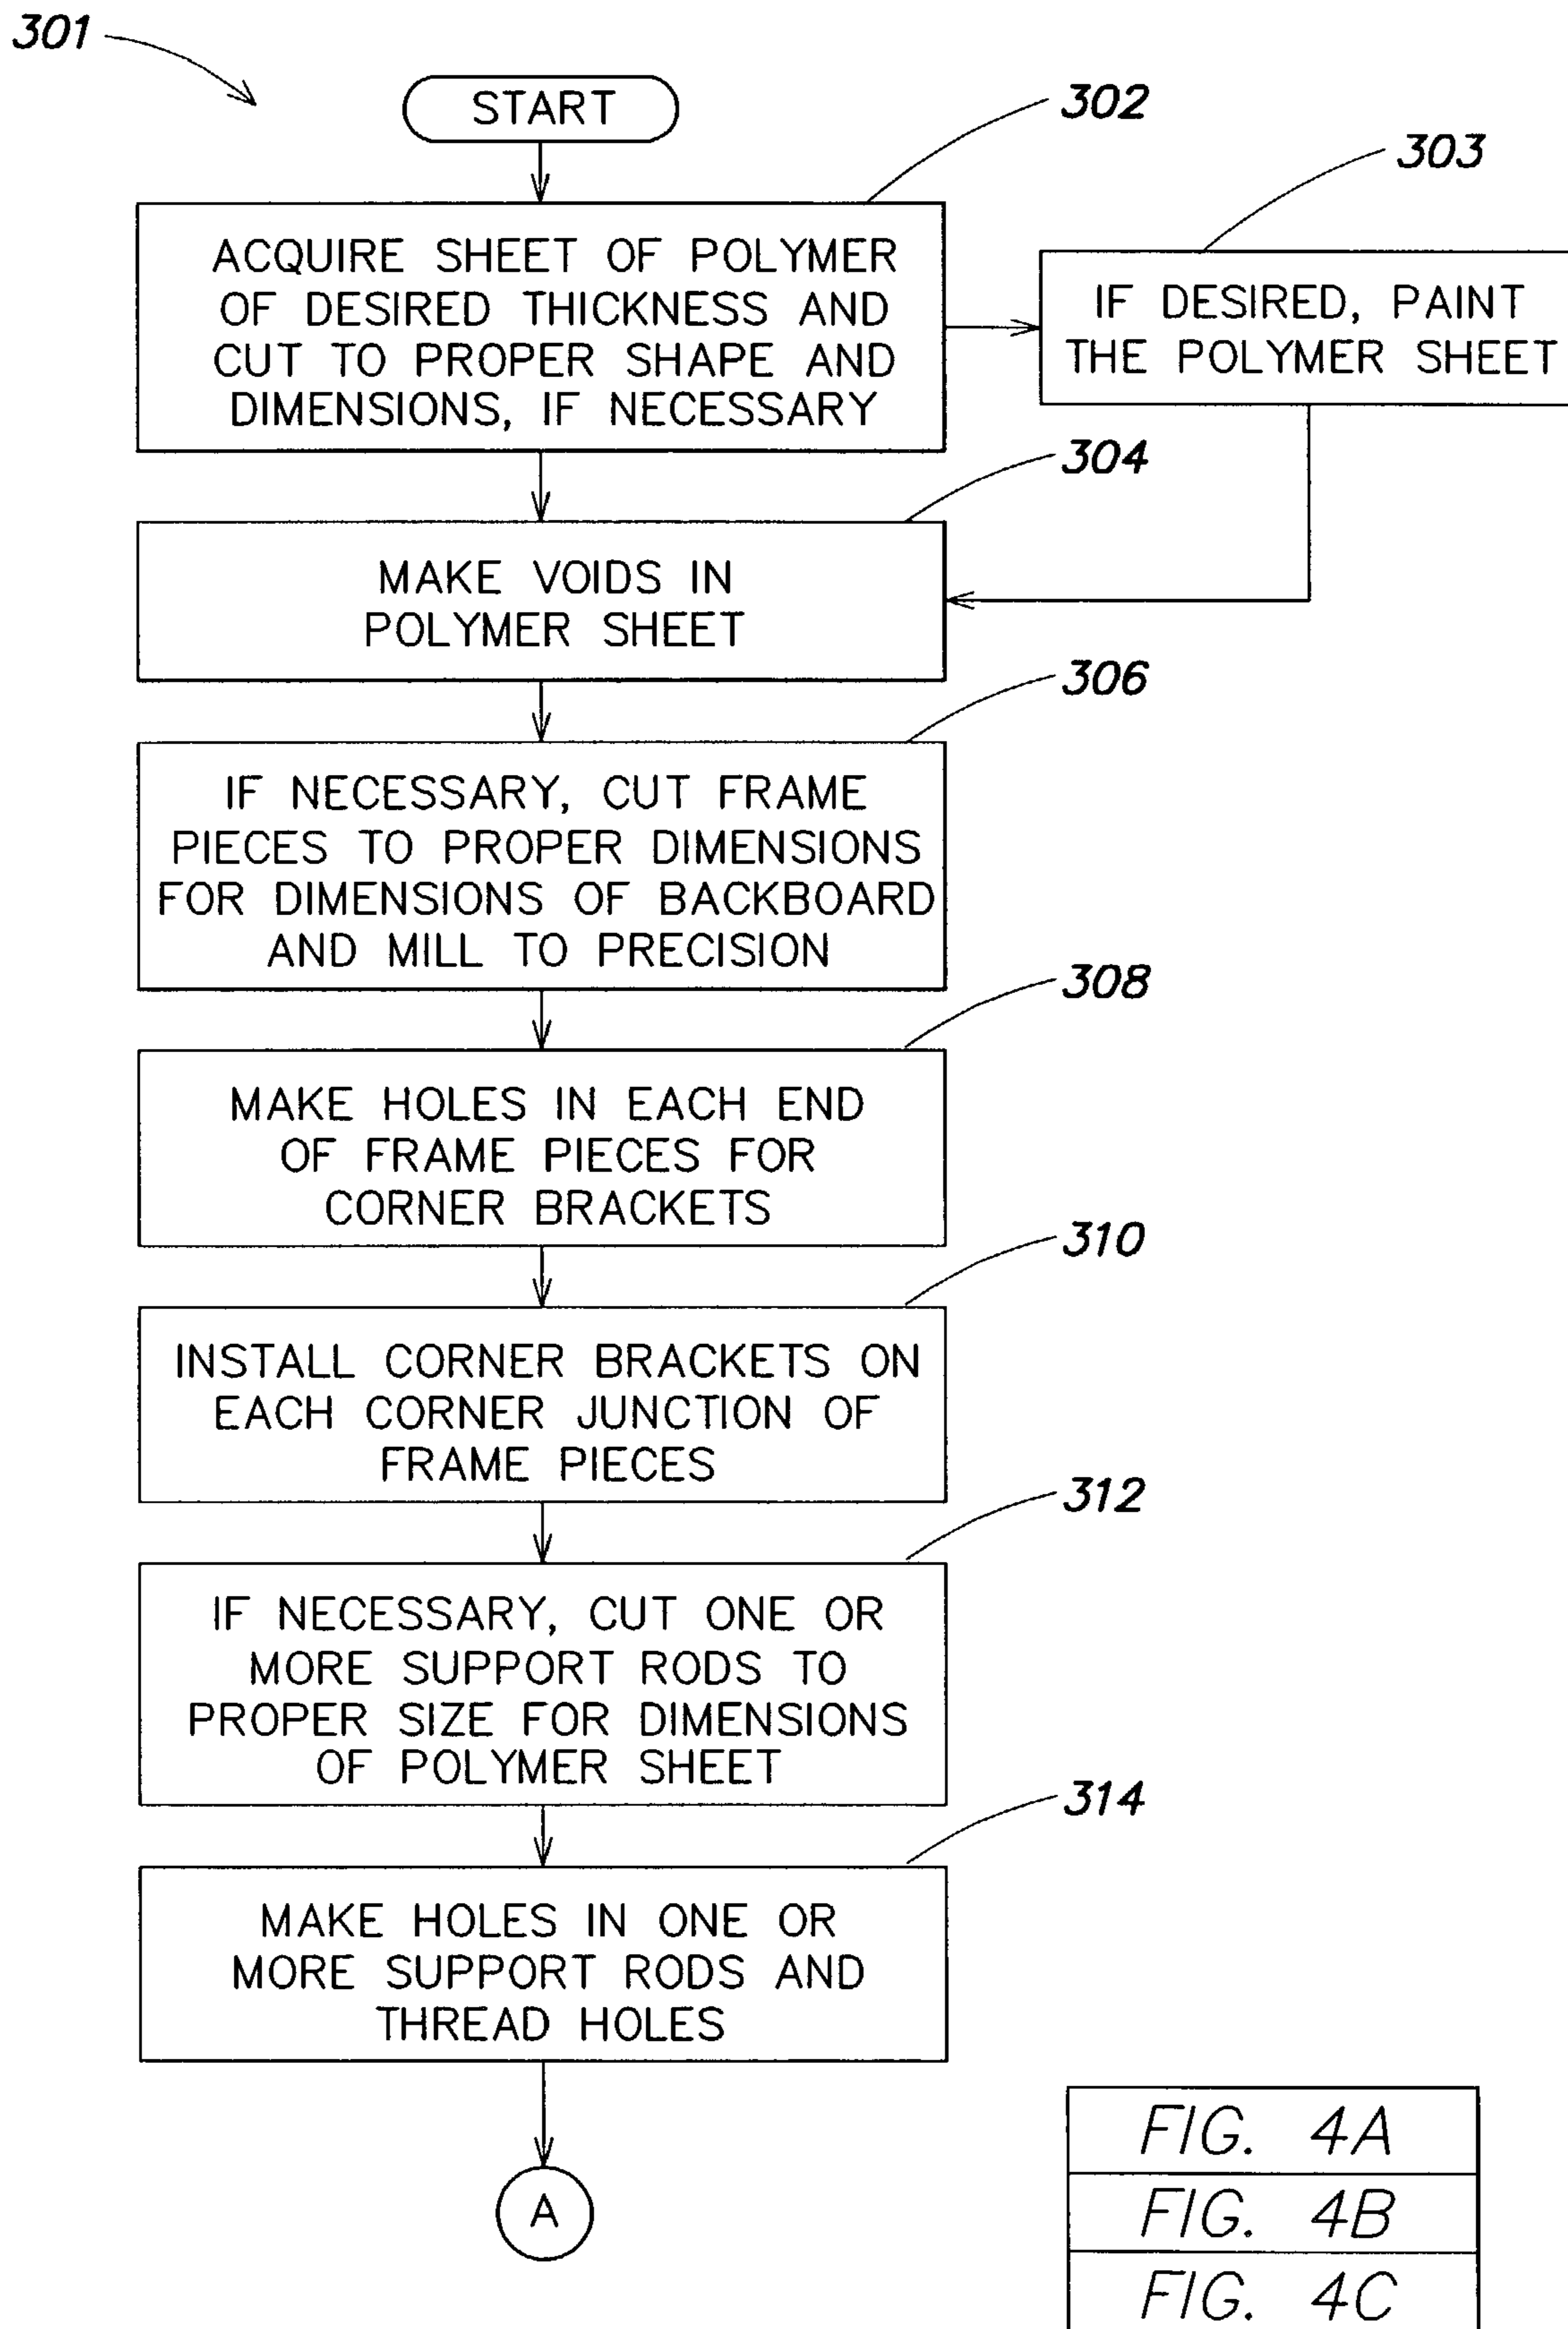 301
START
302
ACQUIRE SHEET OF POLYMER
OF DESIRED THICKNESS AND
CUT TO PROPER SHAPE AND
DIMENSIONS, IF NECESSARY
303
IF DESIRED, PAINT
THE POLYMER SHEET
304
MAKE VOIDS IN
POLYMER SHEET
306
IF NECESSARY, CUT FRAME
PIECES TO PROPER DIMENSIONS
FOR DIMENSIONS OF BACKBOARD
AND MILL TO PRECISION
308
MAKE HOLES IN EACH END
OF FRAME PIECES FOR
CORNER BRACKETS
310
INSTALL CORNER BRACKETS ON
EACH CORNER JUNCTION OF
FRAME PIECES
312
IF NECESSARY, CUT ONE OR
MORE SUPPORT RODS TO
PROPER SIZE FOR DIMENSIONS
OF POLYMER SHEET
314
MAKE HOLES IN ONE OR
MORE SUPPORT RODS AND
THREAD HOLES
A
FIG. 4A
FIG. 4B
FIG. 4C